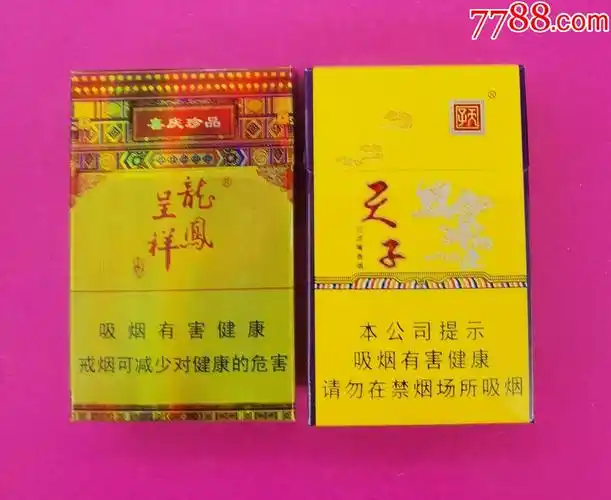 7788.com
喜庆珍品
®
龍鳳
呈祥
吸烟有害健康
戒烟可减少对健康的危害
®
天子
天子
本公司提示
吸烟有害健康
请勿在禁烟场所吸烟